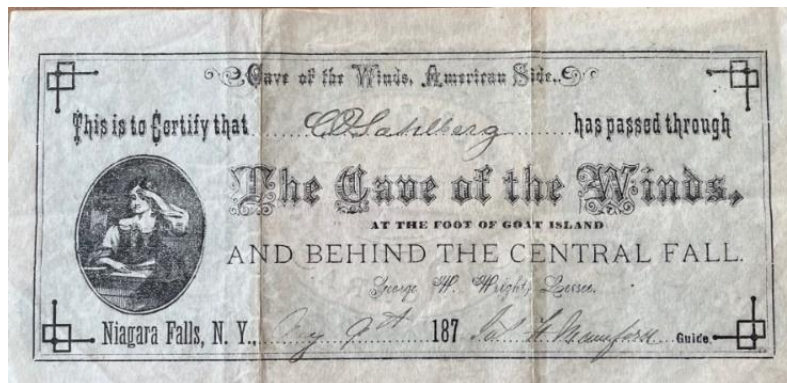 Cave of the Winds, American Side.
This is to Certify that C O Sahlberg has passed through
The Cave of the Winds,
AT THE FOOT OF GOAT ISLAND
AND BEHIND THE CENTRAL FALL.
George W. Wright, Lessee.
Niagara Falls, N. Y., 187 Guide.